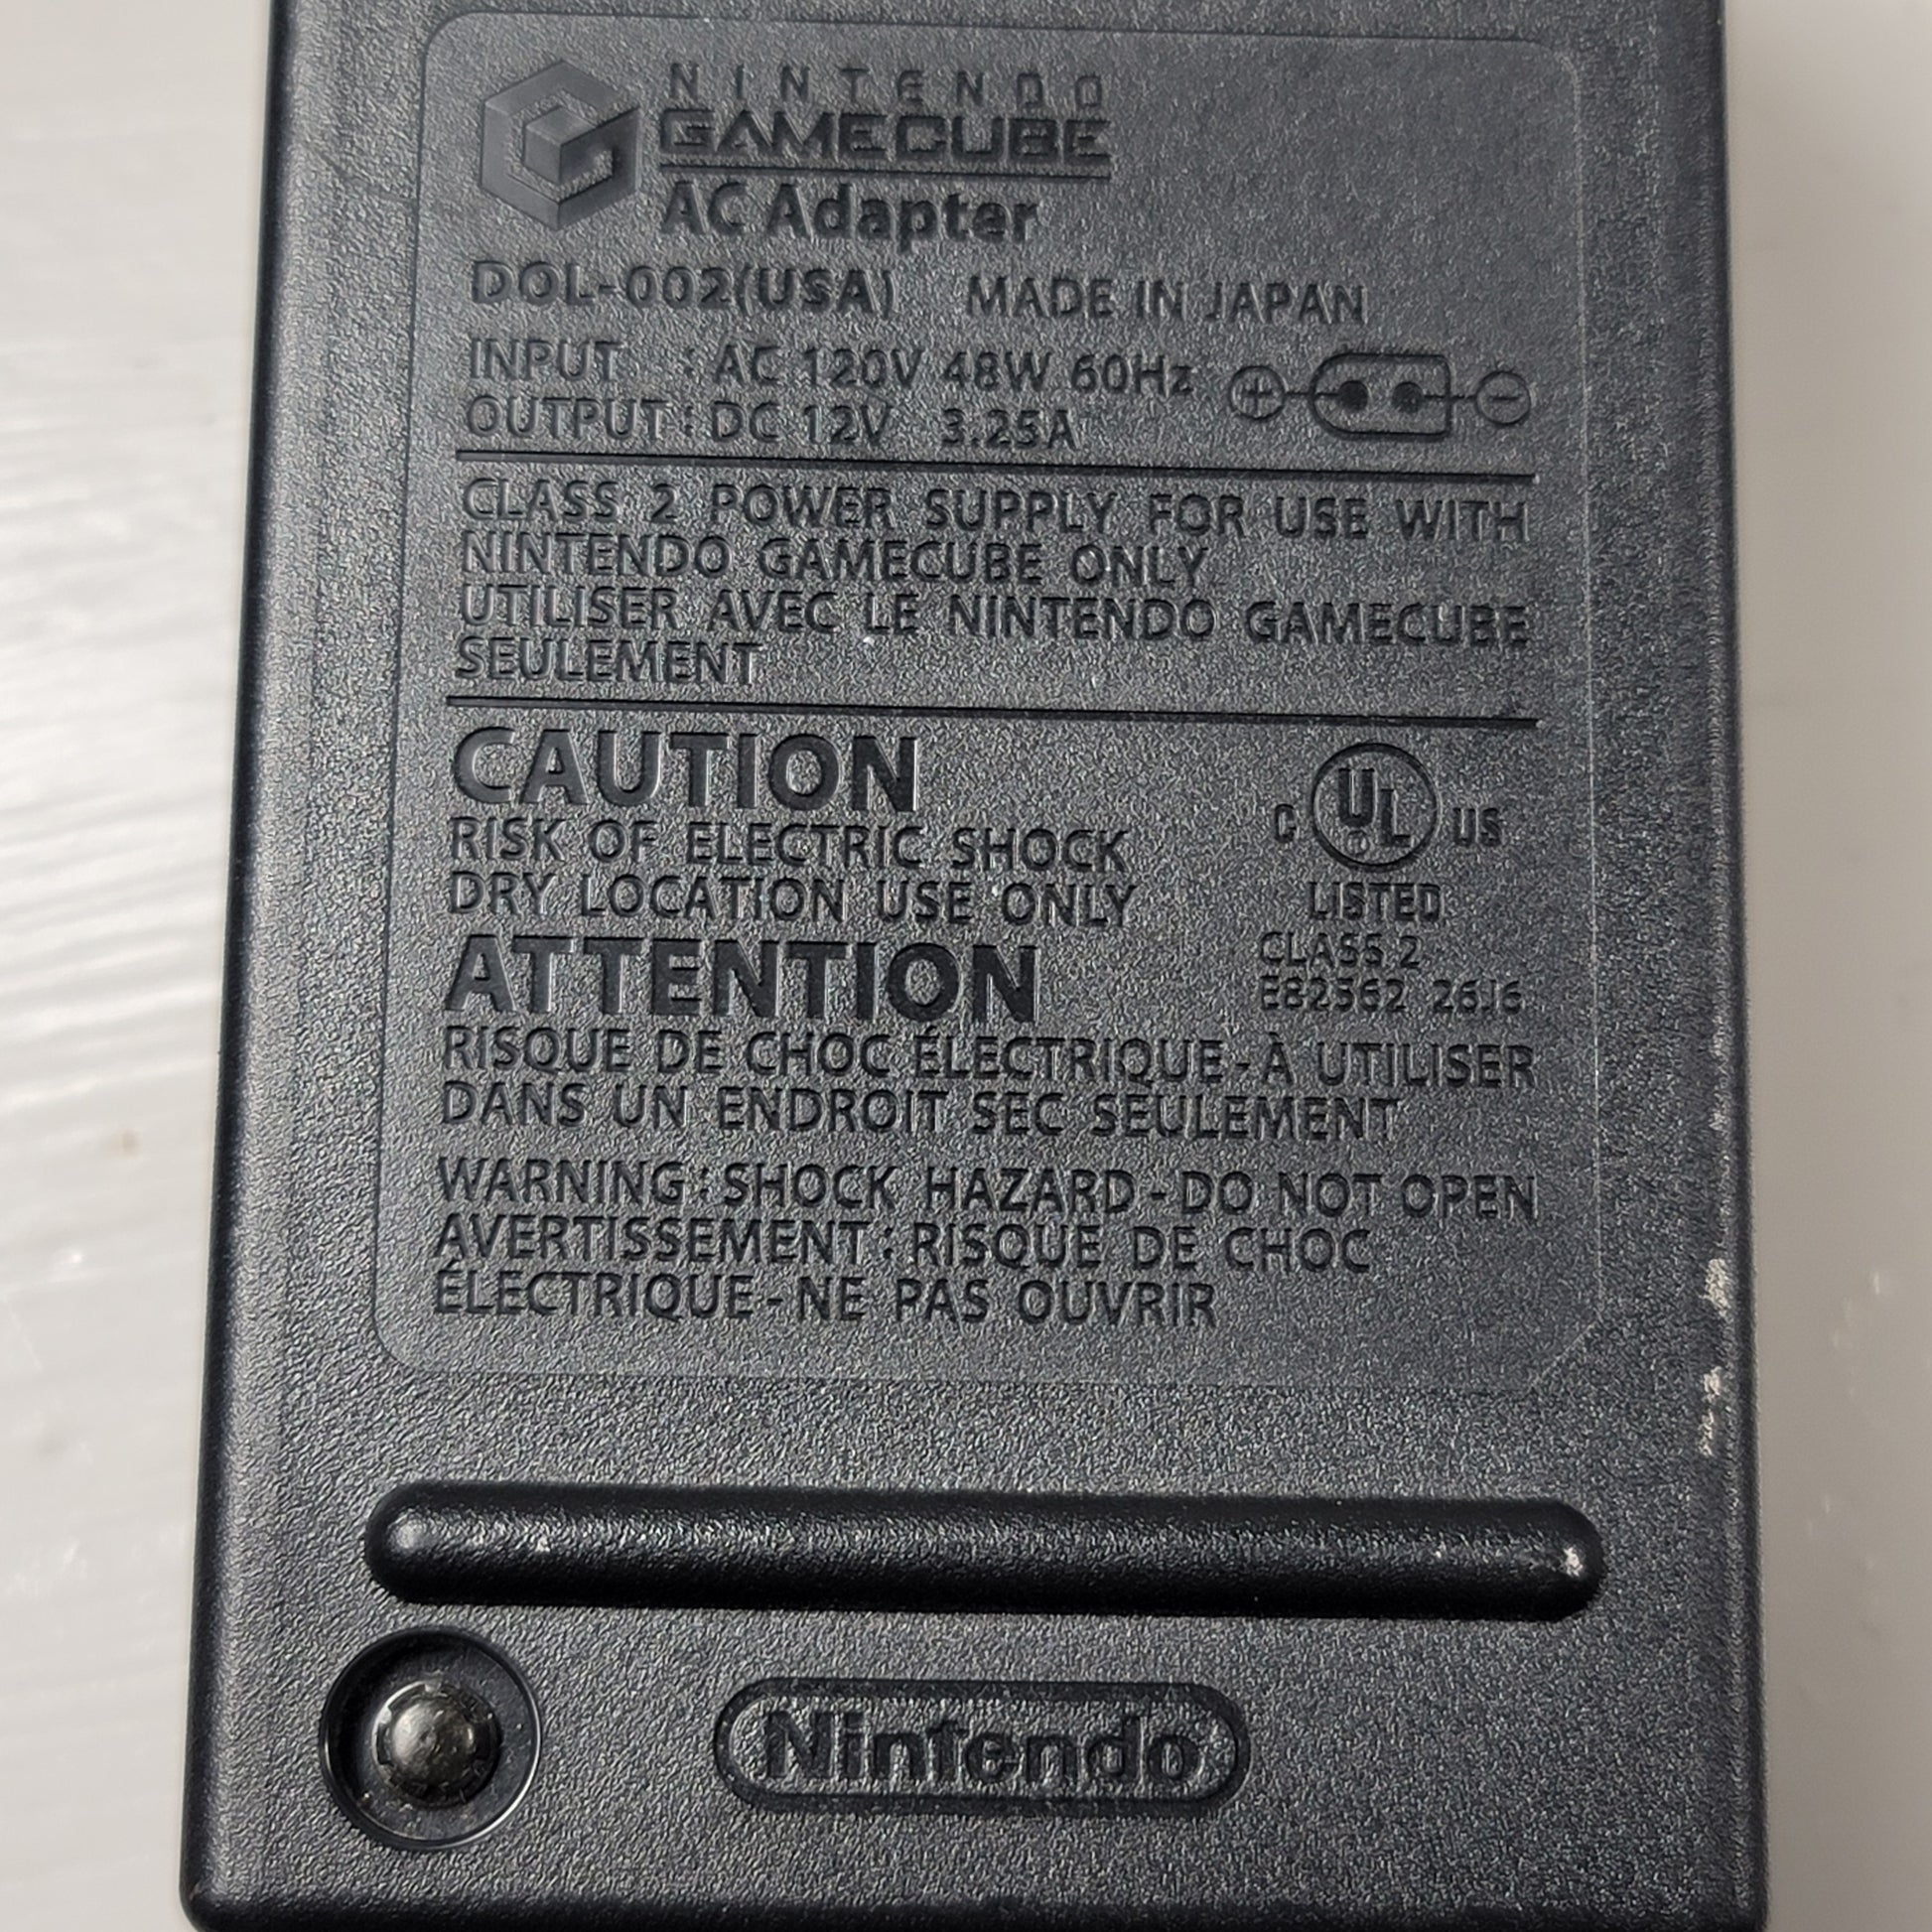 NINTENDO
GAMECUBE
AC Adapter
DOL-002(USA) MADE IN JAPAN
INPUT : AC 120V 48W 60Hz + −
OUTPUT : DC 12V 3.25A
CLASS 2 POWER SUPPLY FOR USE WITH
NINTENDO GAMECUBE ONLY
UTILISER AVEC LE NINTENDO GAMECUBE
SEULEMENT
CAUTION
RISK OF ELECTRIC SHOCK
DRY LOCATION USE ONLY
C UL US
LISTED
CLASS 2
E82562 26J6
ATTENTION
RISQUE DE CHOC ÉLECTRIQUE-À UTILISER
DANS UN ENDROIT SEC SEULEMENT
WARNING : SHOCK HAZARD-DO NOT OPEN
AVERTISSEMENT : RISQUE DE CHOC
ÉLECTRIQUE-NE PAS OUVRIR
Nintendo